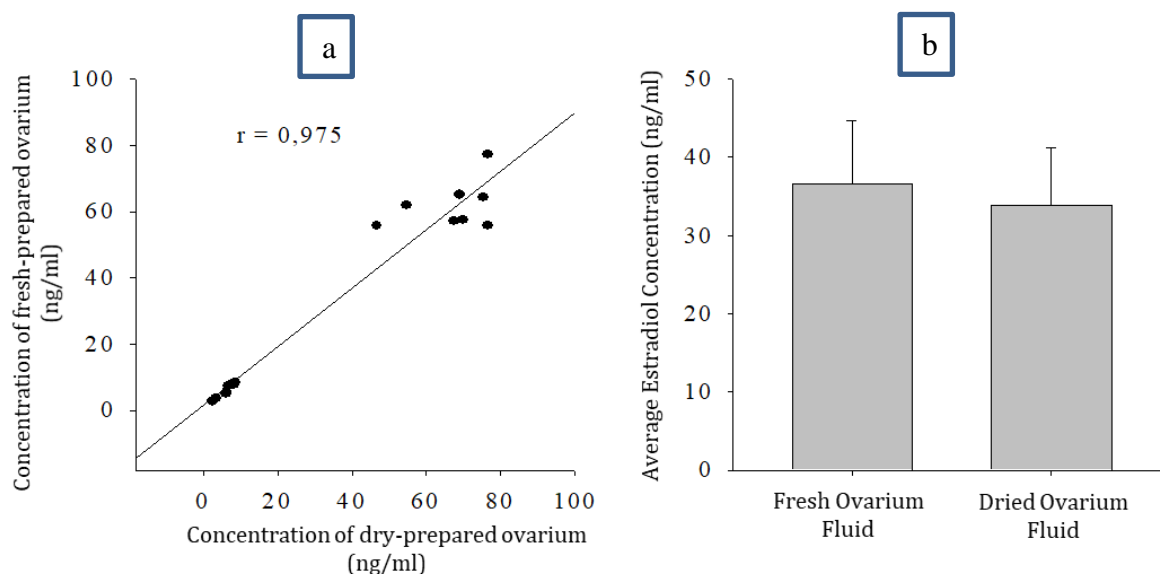 a
Concentration of fresh-prepared ovarium
(ng/ml)
100
80
60
40
20
0
r = 0,975
0 20 40 60 80 100
Concentration of dry-prepared ovarium
(ng/ml)
b
Average Estradiol Concentration (ng/ml)
50
40
30
20
10
0
Fresh Ovarium
Fluid
Dried Ovarium
Fluid